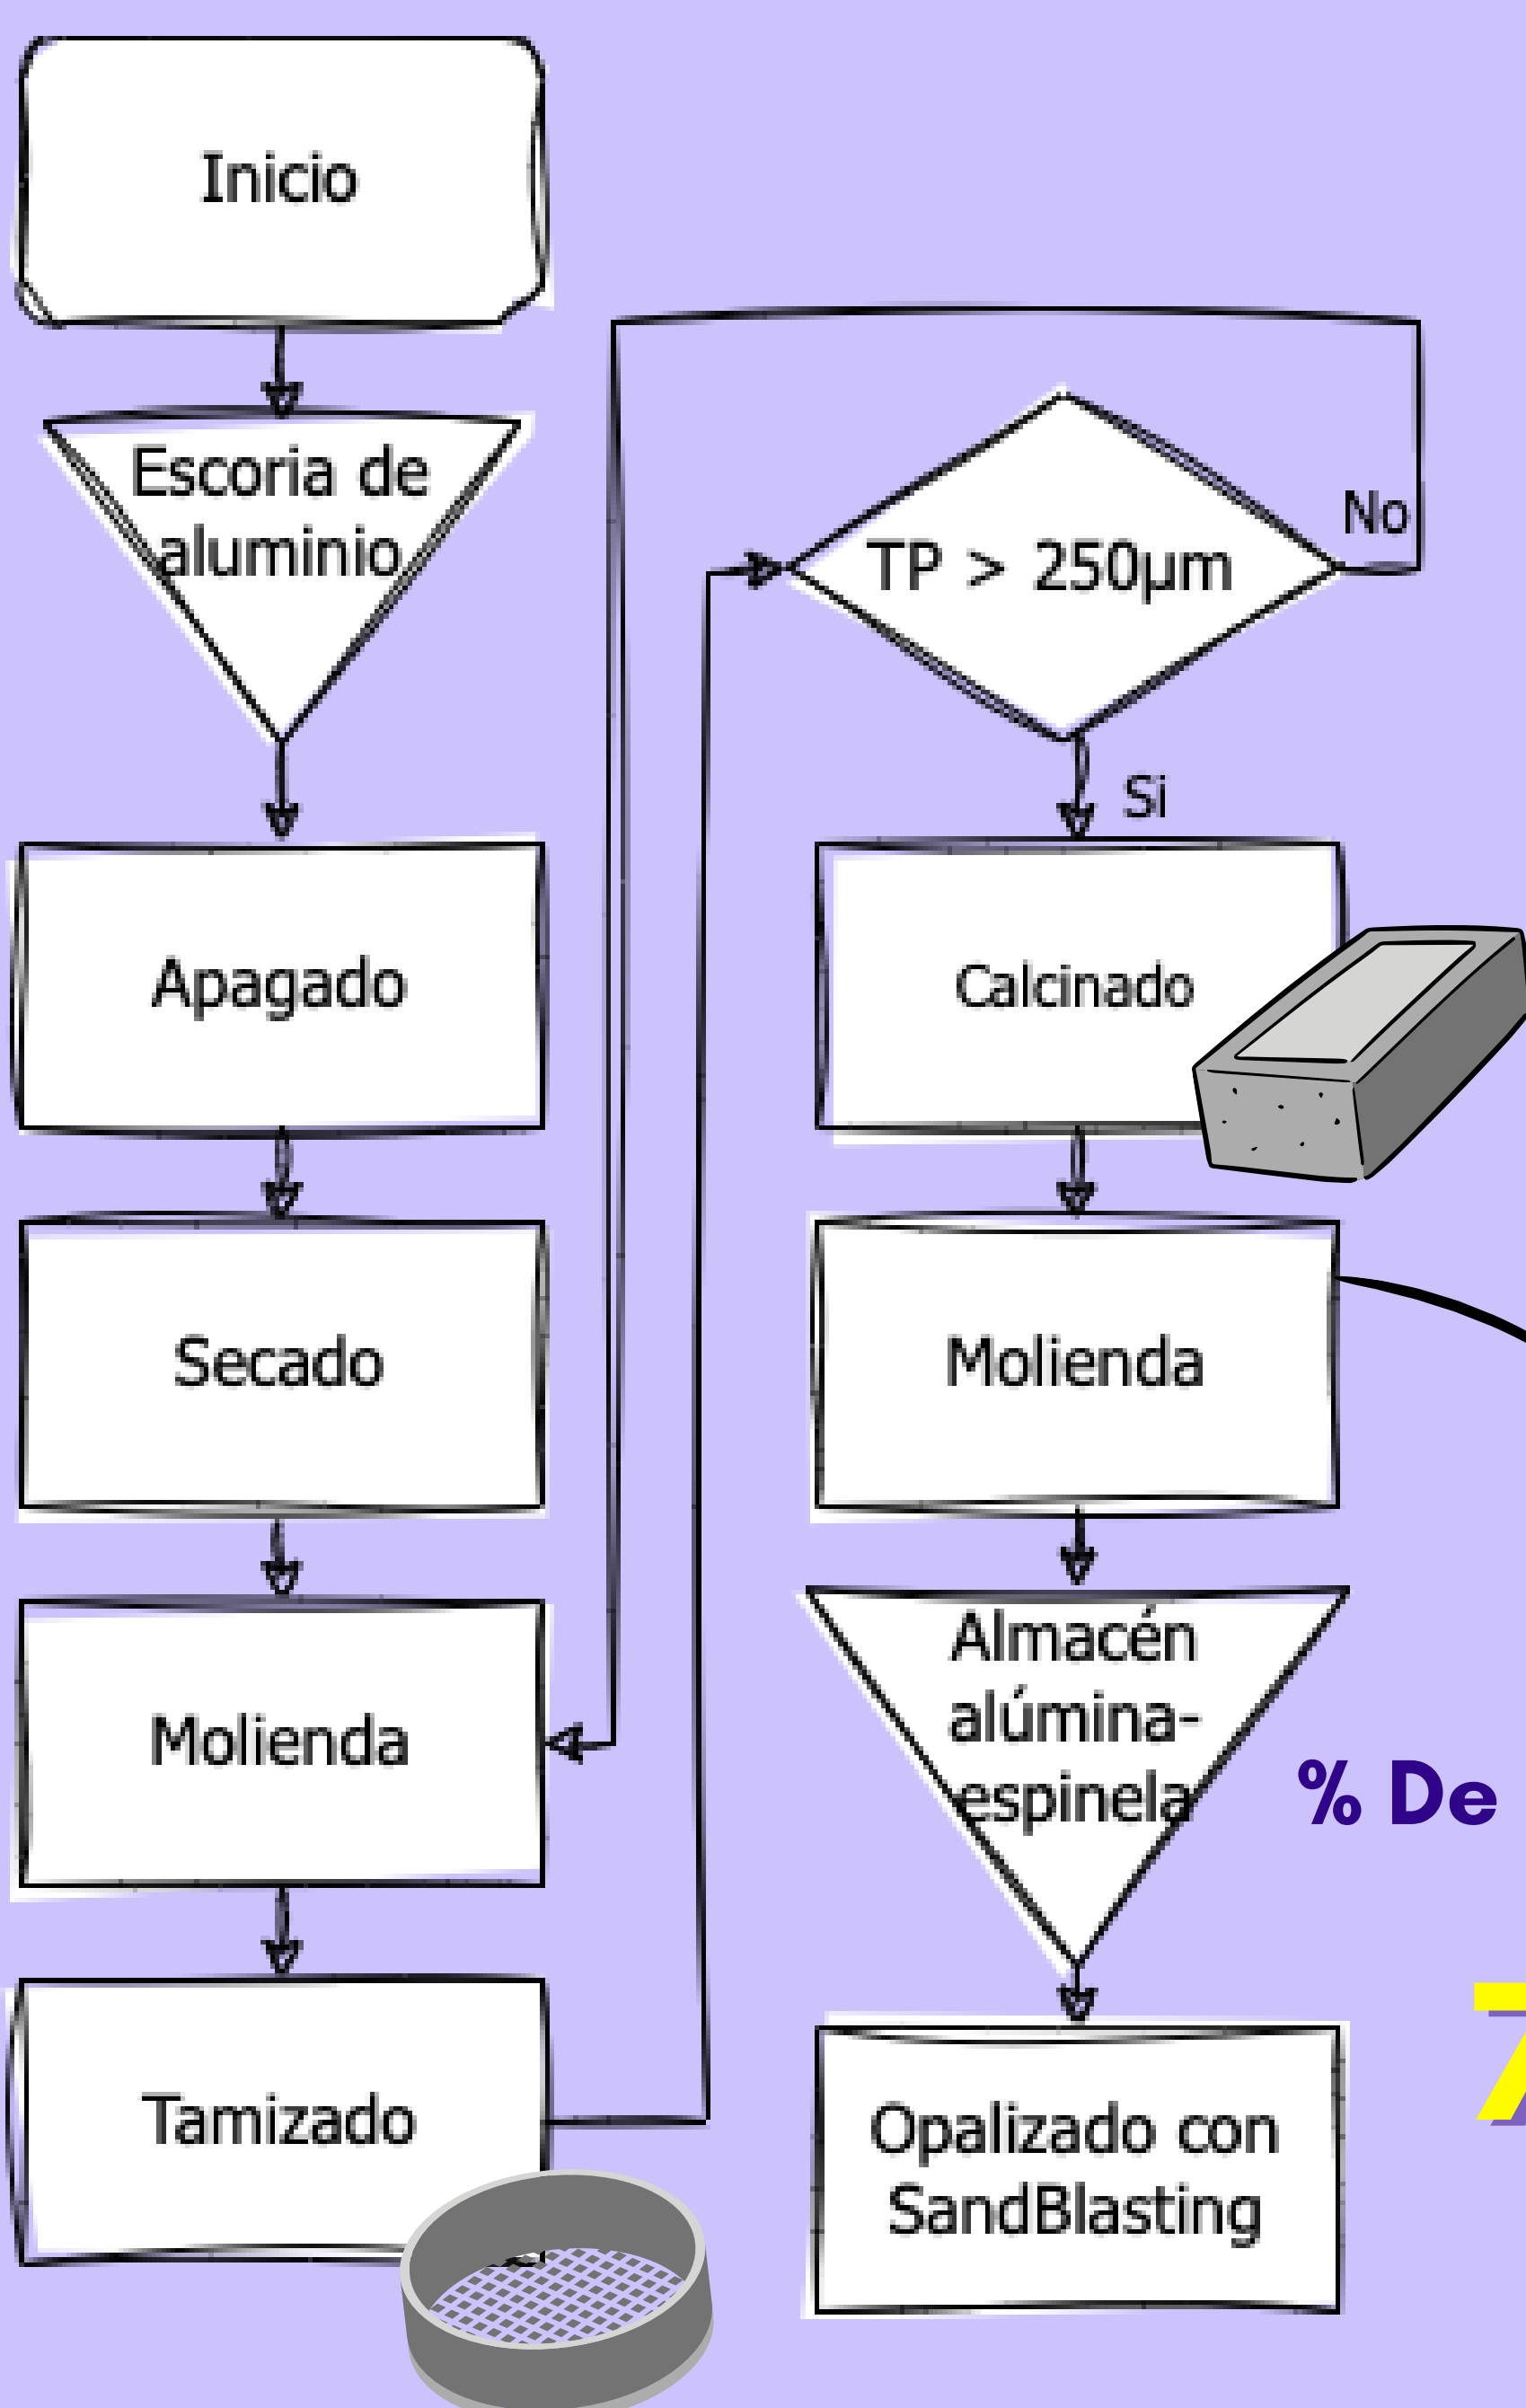 Inicio
Escoria de
aluminio
Apagado
Secado
Molienda
Tamizado
TP > 250µm
No
Si
Calcinado
Molienda
Almacén
alúmina-
espinela
Opalizado con
SandBlasting
% De
7